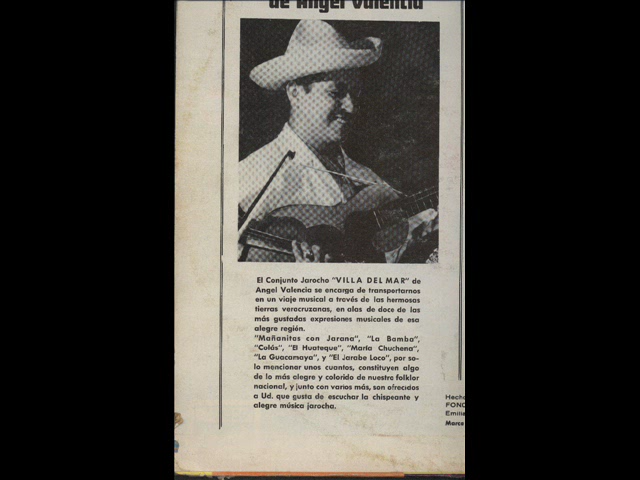 de Angel Valencia
El Conjunto Jarocho "VILLA DEL MAR" de
Angel Valencia se encarga de transportarnos
en un viaje musical a través de las hermosas
tierras veracruzanas, en alas de doce de las
más gustadas expresiones musicales de esa
alegre región.
"Mañanitas con Jarana", "La Bamba",
"Colás", "El Huateque", "María Chuchena",
"La Guacamaya", y "El Jarabe Loco", por so-
lo mencionar unos cuantos, constituyen algo
de lo más alegre y colorido de nuestro folklor
nacional, y junto con varios más, son ofrecidos
a Ud. que gusta de escuchar la chispeante y
alegre música jarocha.
Hecho
FOND
Emilia
Morse